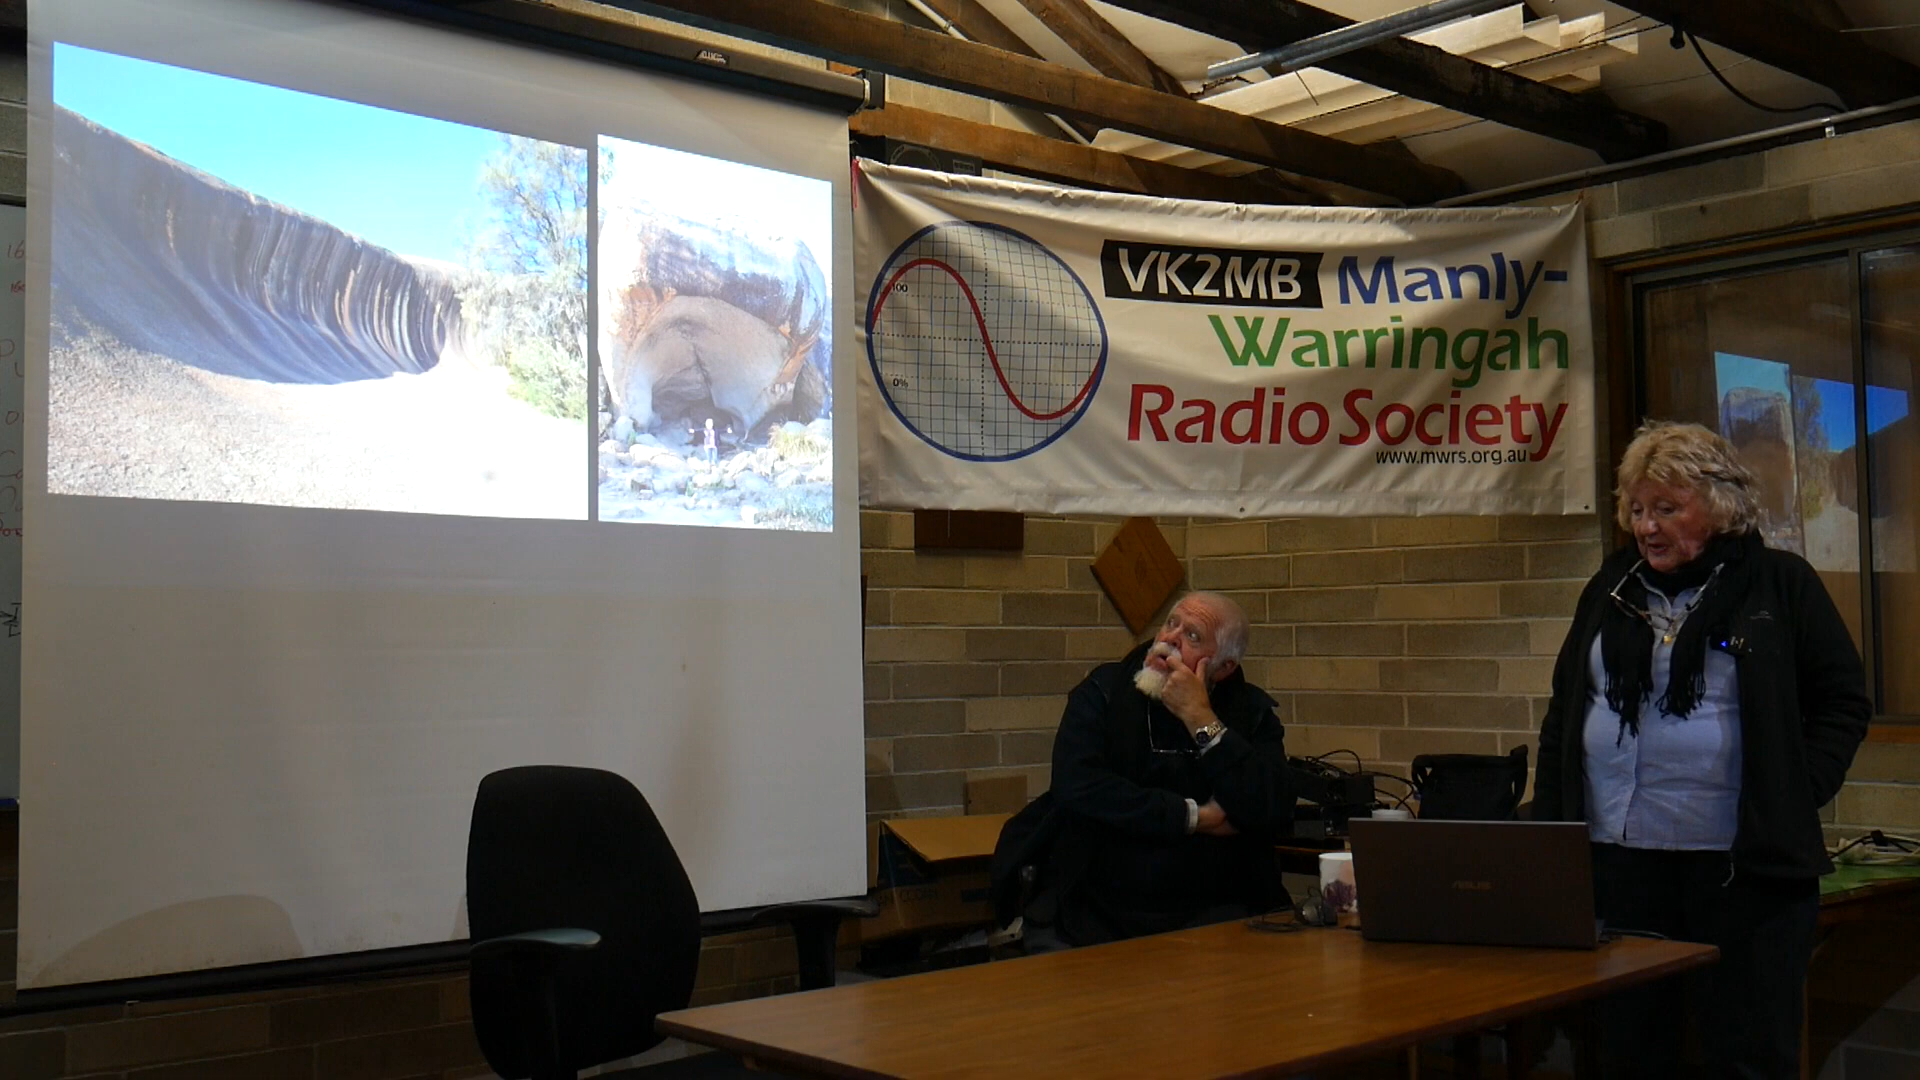 VK2MB Manly-
Warringah
Radio Society
www.mwrs.org.au
100
0%
ASUS